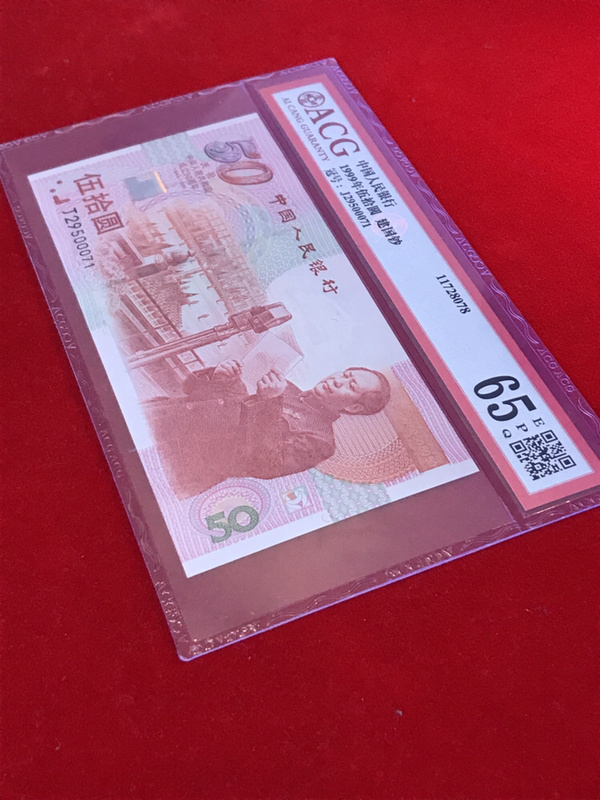 ACG
AI CANG GUARANTY
中国人民银行
1999年伍拾圆 建国钞
冠号：J29500071
11728078
65 E
P
Q
50
中国人民银行
伍拾圆
J29500071
50